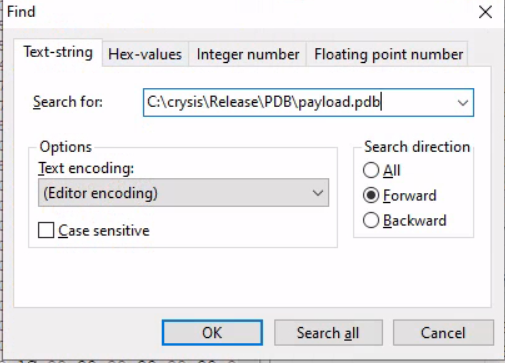 Find
Text-string Hex-values Integer number Floating point number
Search for: C:\crysis\Release\PDB\payload.pdb
Options
Text encoding:
(Editor encoding)
Case sensitive
Search direction
All
Forward
Backward
OK Search all Cancel